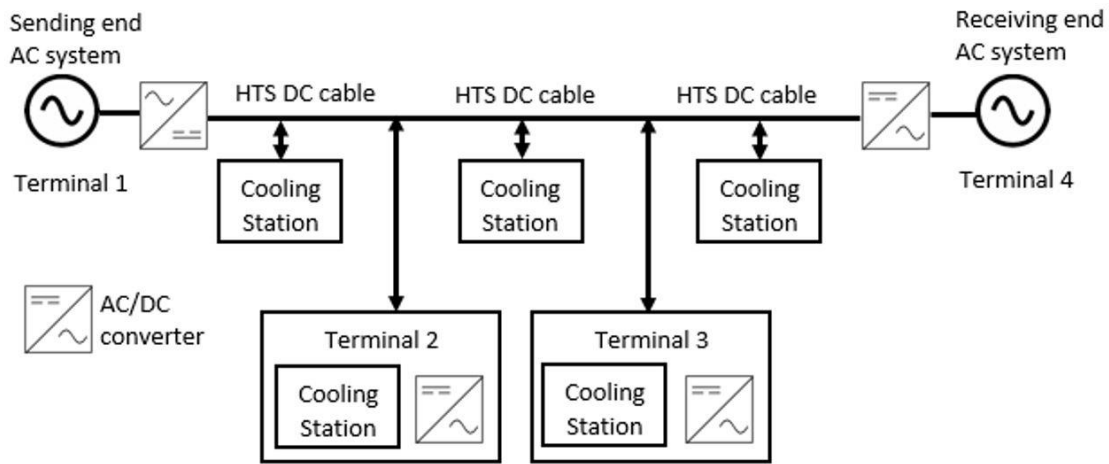 Sending end
AC system
Receiving end
AC system
HTS DC cable
HTS DC cable
HTS DC cable
Terminal 1
Terminal 4
Cooling
Station
Cooling
Station
Cooling
Station
AC/DC
converter
Terminal 2
Cooling
Station
Terminal 3
Cooling
Station